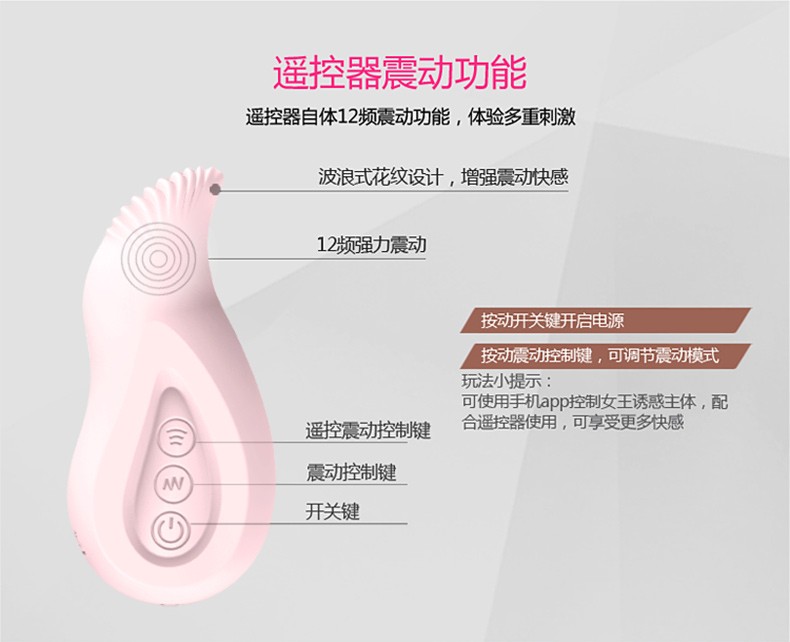 遥控器震动功能
遥控器自体12频震动功能，体验多重刺激
波浪式花纹设计，增强震动快感
12频强力震动
按动开关键开启电源
按动震动控制键，可调节震动模式
玩法小提示：
可使用手机app控制女王诱惑主体，配
合遥控器使用，可享受更多快感
遥控震动控制键
震动控制键
开关键